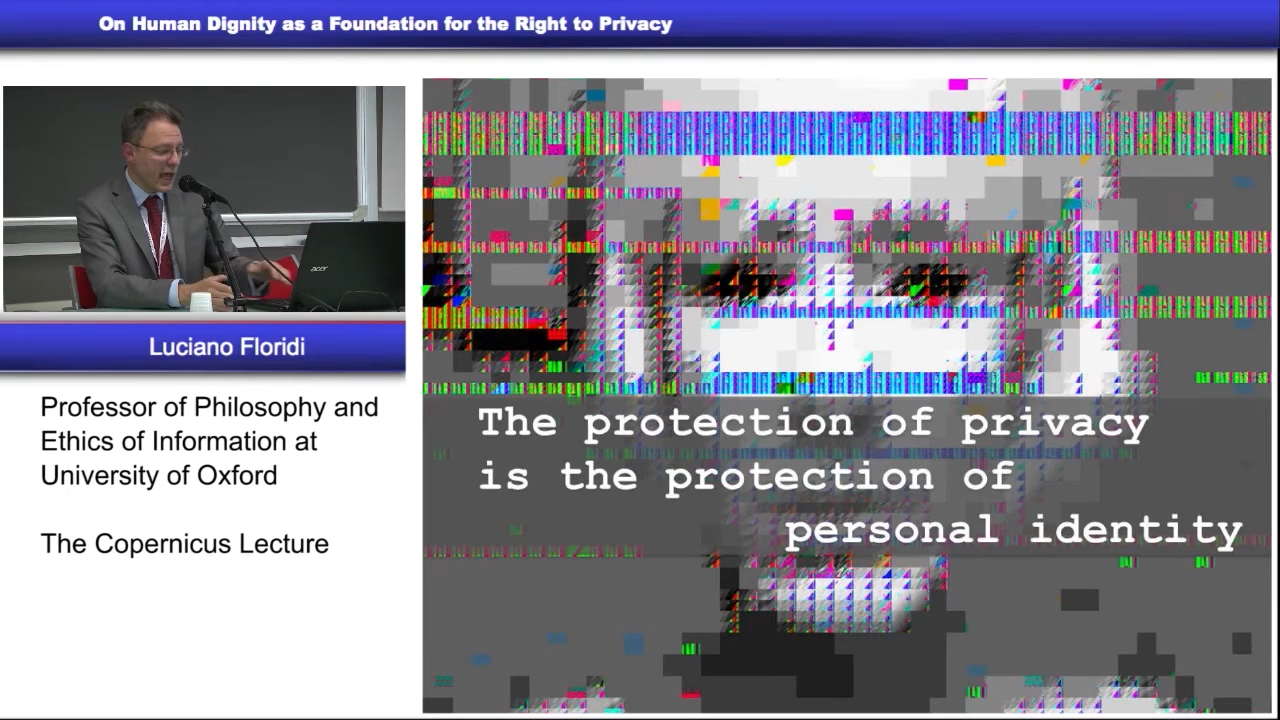 On Human Dignity as a Foundation for the Right to Privacy
acer
Luciano Floridi
Professor of Philosophy and
Ethics of Information at
University of Oxford
The Copernicus Lecture
The protection of privacy
is the protection of
personal identity